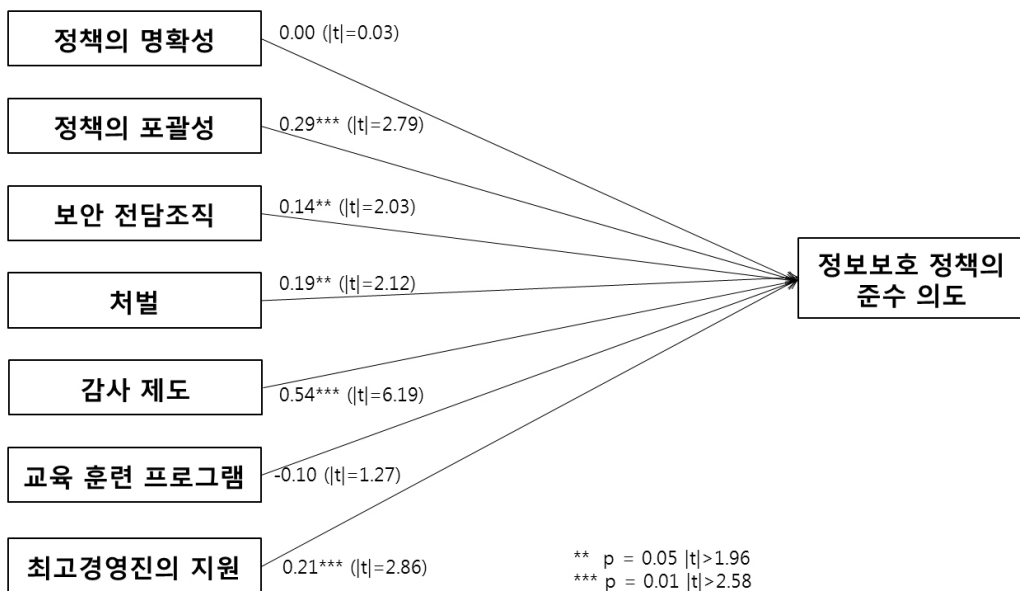 정책의 명확성
0.00 (|t|=0.03)
정책의 포괄성
0.29*** (|t|=2.79)
보안 전담조직
0.14** (|t|=2.03)
처벌
0.19** (|t|=2.12)
정보보호 정책의
준수 의도
감사 제도
0.54*** (|t|=6.19)
교육 훈련 프로그램
-0.10 (|t|=1.27)
최고경영진의 지원
0.21*** (|t|=2.86)
** p = 0.05 |t|>1.96
*** p = 0.01 |t|>2.58